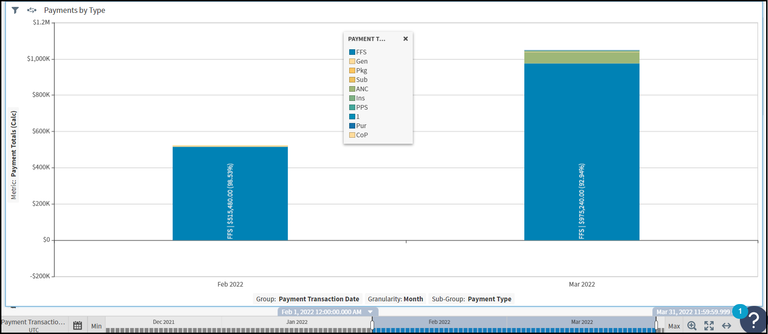 Payments by Type
$1.2M
$1,000K
$800K
$600K
$400K
$200K
$0
-$200K
Metric: Payment Totals (Calc)
PAYMENT T...
FFS
Gen
Pkg
Sub
ANC
Ins
PPS
1
Pur
CoP
FFS | $515,480.00 (98.53%)
FFS | $975,240.00 (92.94%)
Feb 2022
Mar 2022
Group: Payment Transaction Date Granularity: Month Sub-Group: Payment Type
Feb 1, 2022 12:00:00.000 AM
Mar 31, 2022 11:59:59.999
1
?
Payment Transactio...
UTC
Min
Dec 2021
Jan 2022
Feb 2022
Mar 2022
Max